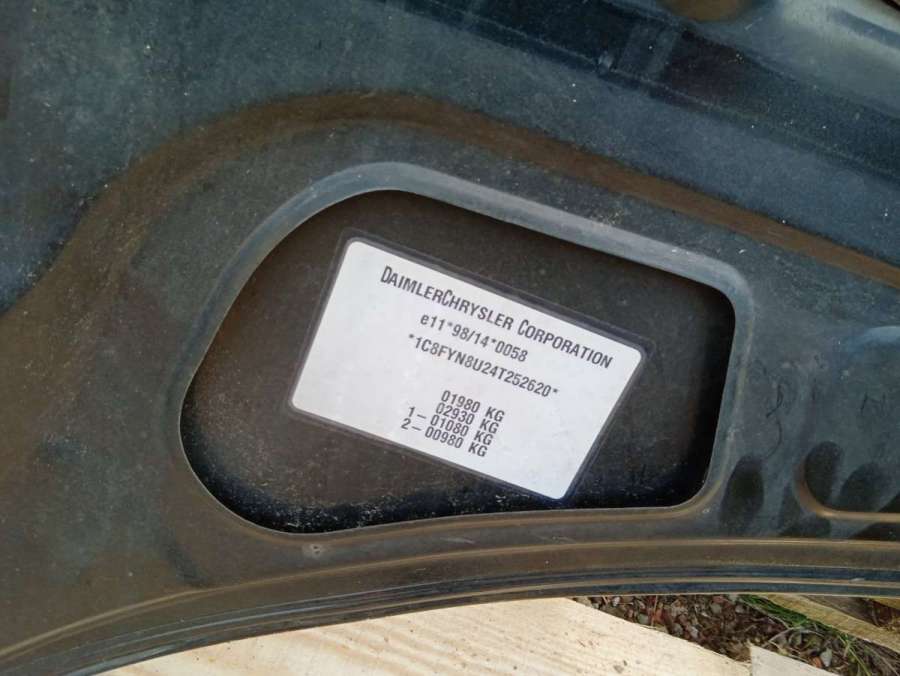 DaimlerChrysler Corporation
e11*98/14*0058
*1C8FYN8U24T252620*
01980 KG
02930 KG
1– 01080 KG
2– 00980 KG